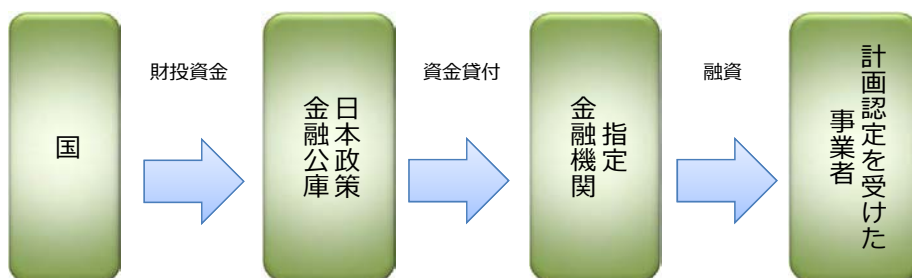 国
財投資金
日本政策
金融公庫
資金貸付
指定
金融機関
融資
計画認定を受けた
事業者